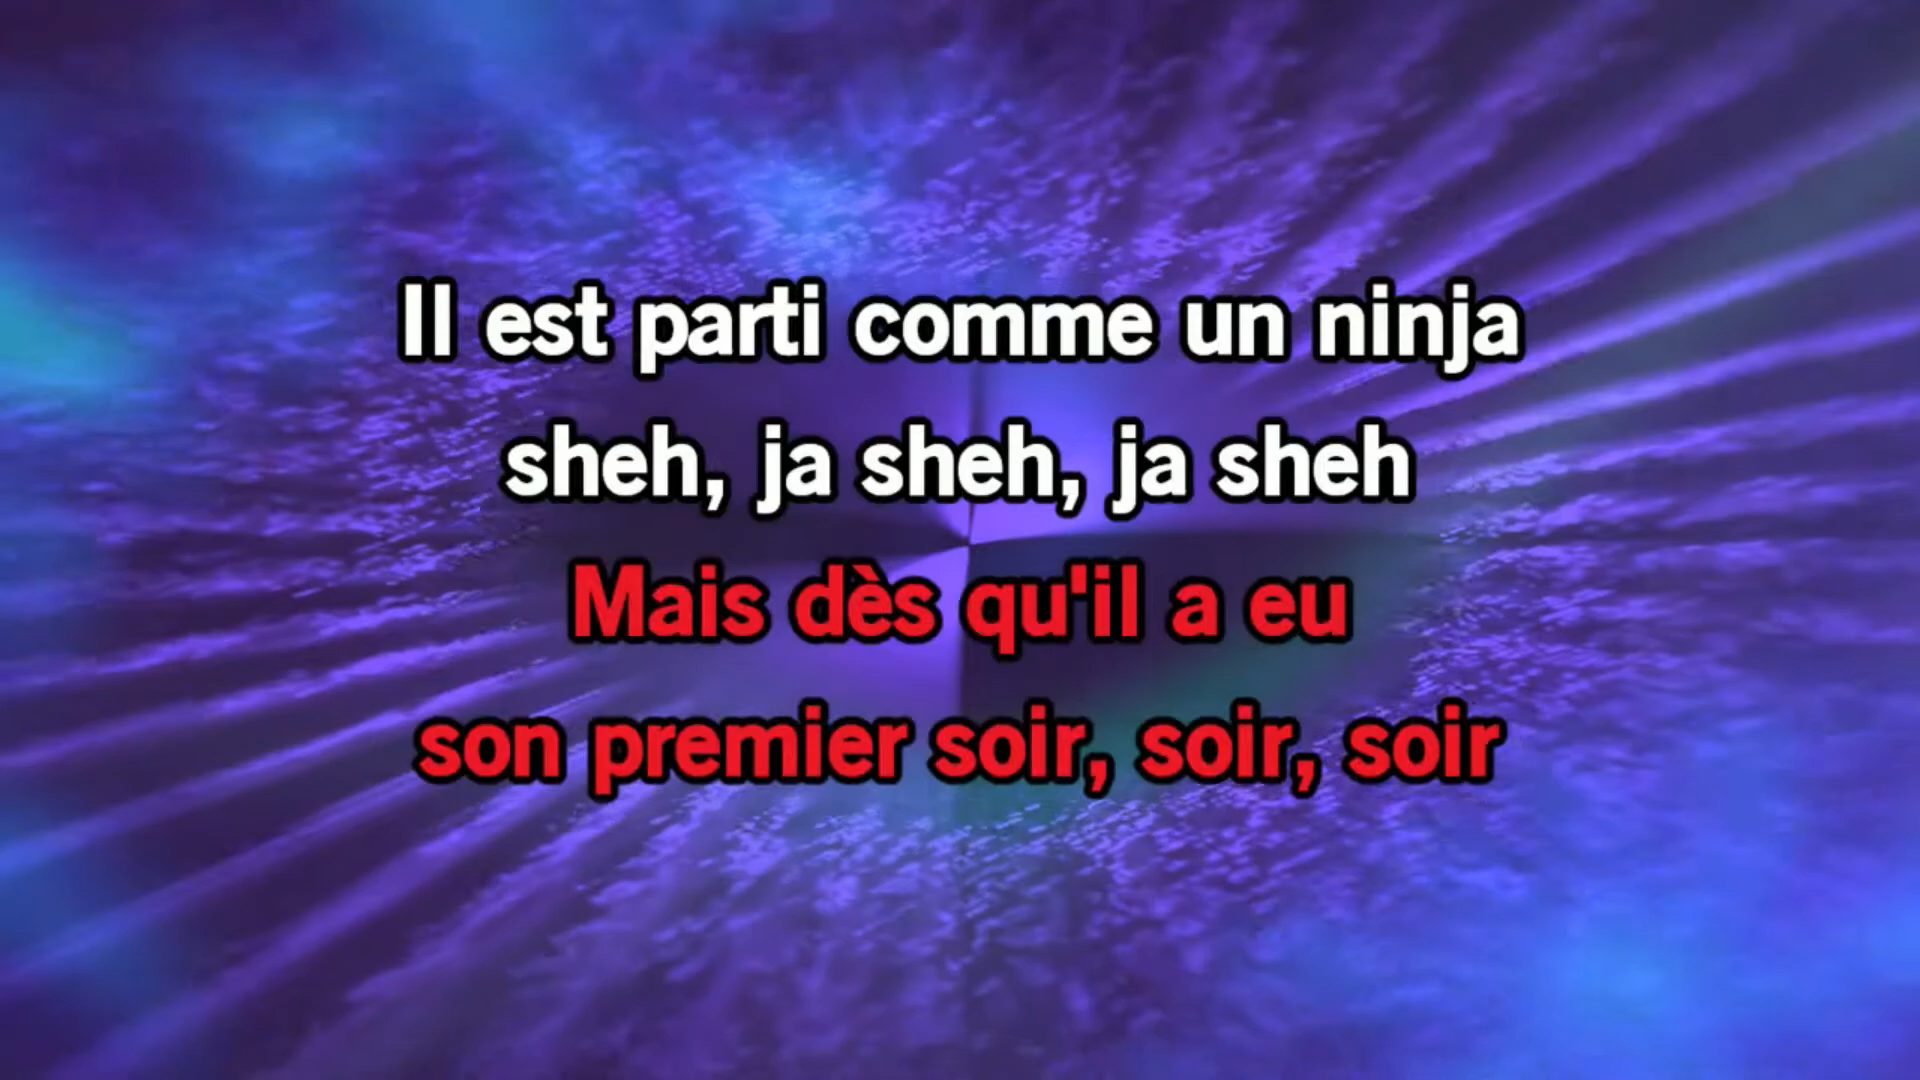 Il est parti comme un ninja
sheh, ja sheh, ja sheh
Mais dès qu'il a eu
son premier soir, soir, soir